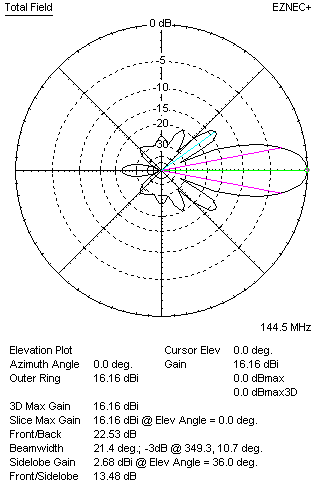 Total Field
EZNEC+
0 dB
-5
-10
-15
-20
-30
144.5 MHz
Elevation Plot Cursor Elev 0.0 deg.
Azimuth Angle 0.0 deg. Gain 16.16 dBi
Outer Ring 16.16 dBi 0.0 dBmax
0.0 dBmax3D
3D Max Gain 16.16 dBi
Slice Max Gain 16.16 dBi @ Elev Angle = 0.0 deg.
Front/Back 22.53 dB
Beamwidth 21.4 deg.; -3dB @ 349.3, 10.7 deg.
Sidelobe Gain 2.68 dBi @ Elev Angle = 36.0 deg.
Front/Sidelobe 13.48 dB